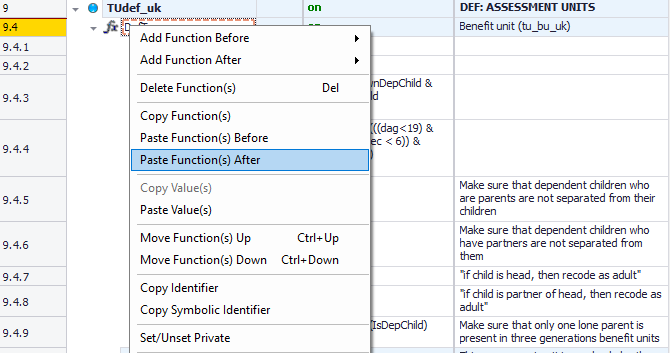 9 TUdef_uk on DEF: ASSESSMENT UNITS
9.4 fx on Benefit unit (tu_bu_uk)
Add Function Before
9.4.1
Add Function After
9.4.2
Delete Function(s) Del
9.4.3
wnDepChild &
Copy Function(s)
Paste Function(s) Before
9.4.4
(((dag<19) &
ec < 6)) &
)
Paste Function(s) After
Copy Value(s)
9.4.5 Make sure that dependent children who
are parents are not separated from their
children
Paste Value(s)
9.4.6 Make sure that dependent children who
have partners are not separated from
them
Move Function(s) Up Ctrl+Up
Move Function(s) Down Ctrl+Down
9.4.7 "if child is head, then recode as adult"
Copy Identifier
9.4.8 "if child is partner of head, then recode as
adult"
Copy Symbolic Identifier
9.4.9 (IsDepChild) Make sure that only one lone parent is
present in three generations benefit units
Set/Unset Private